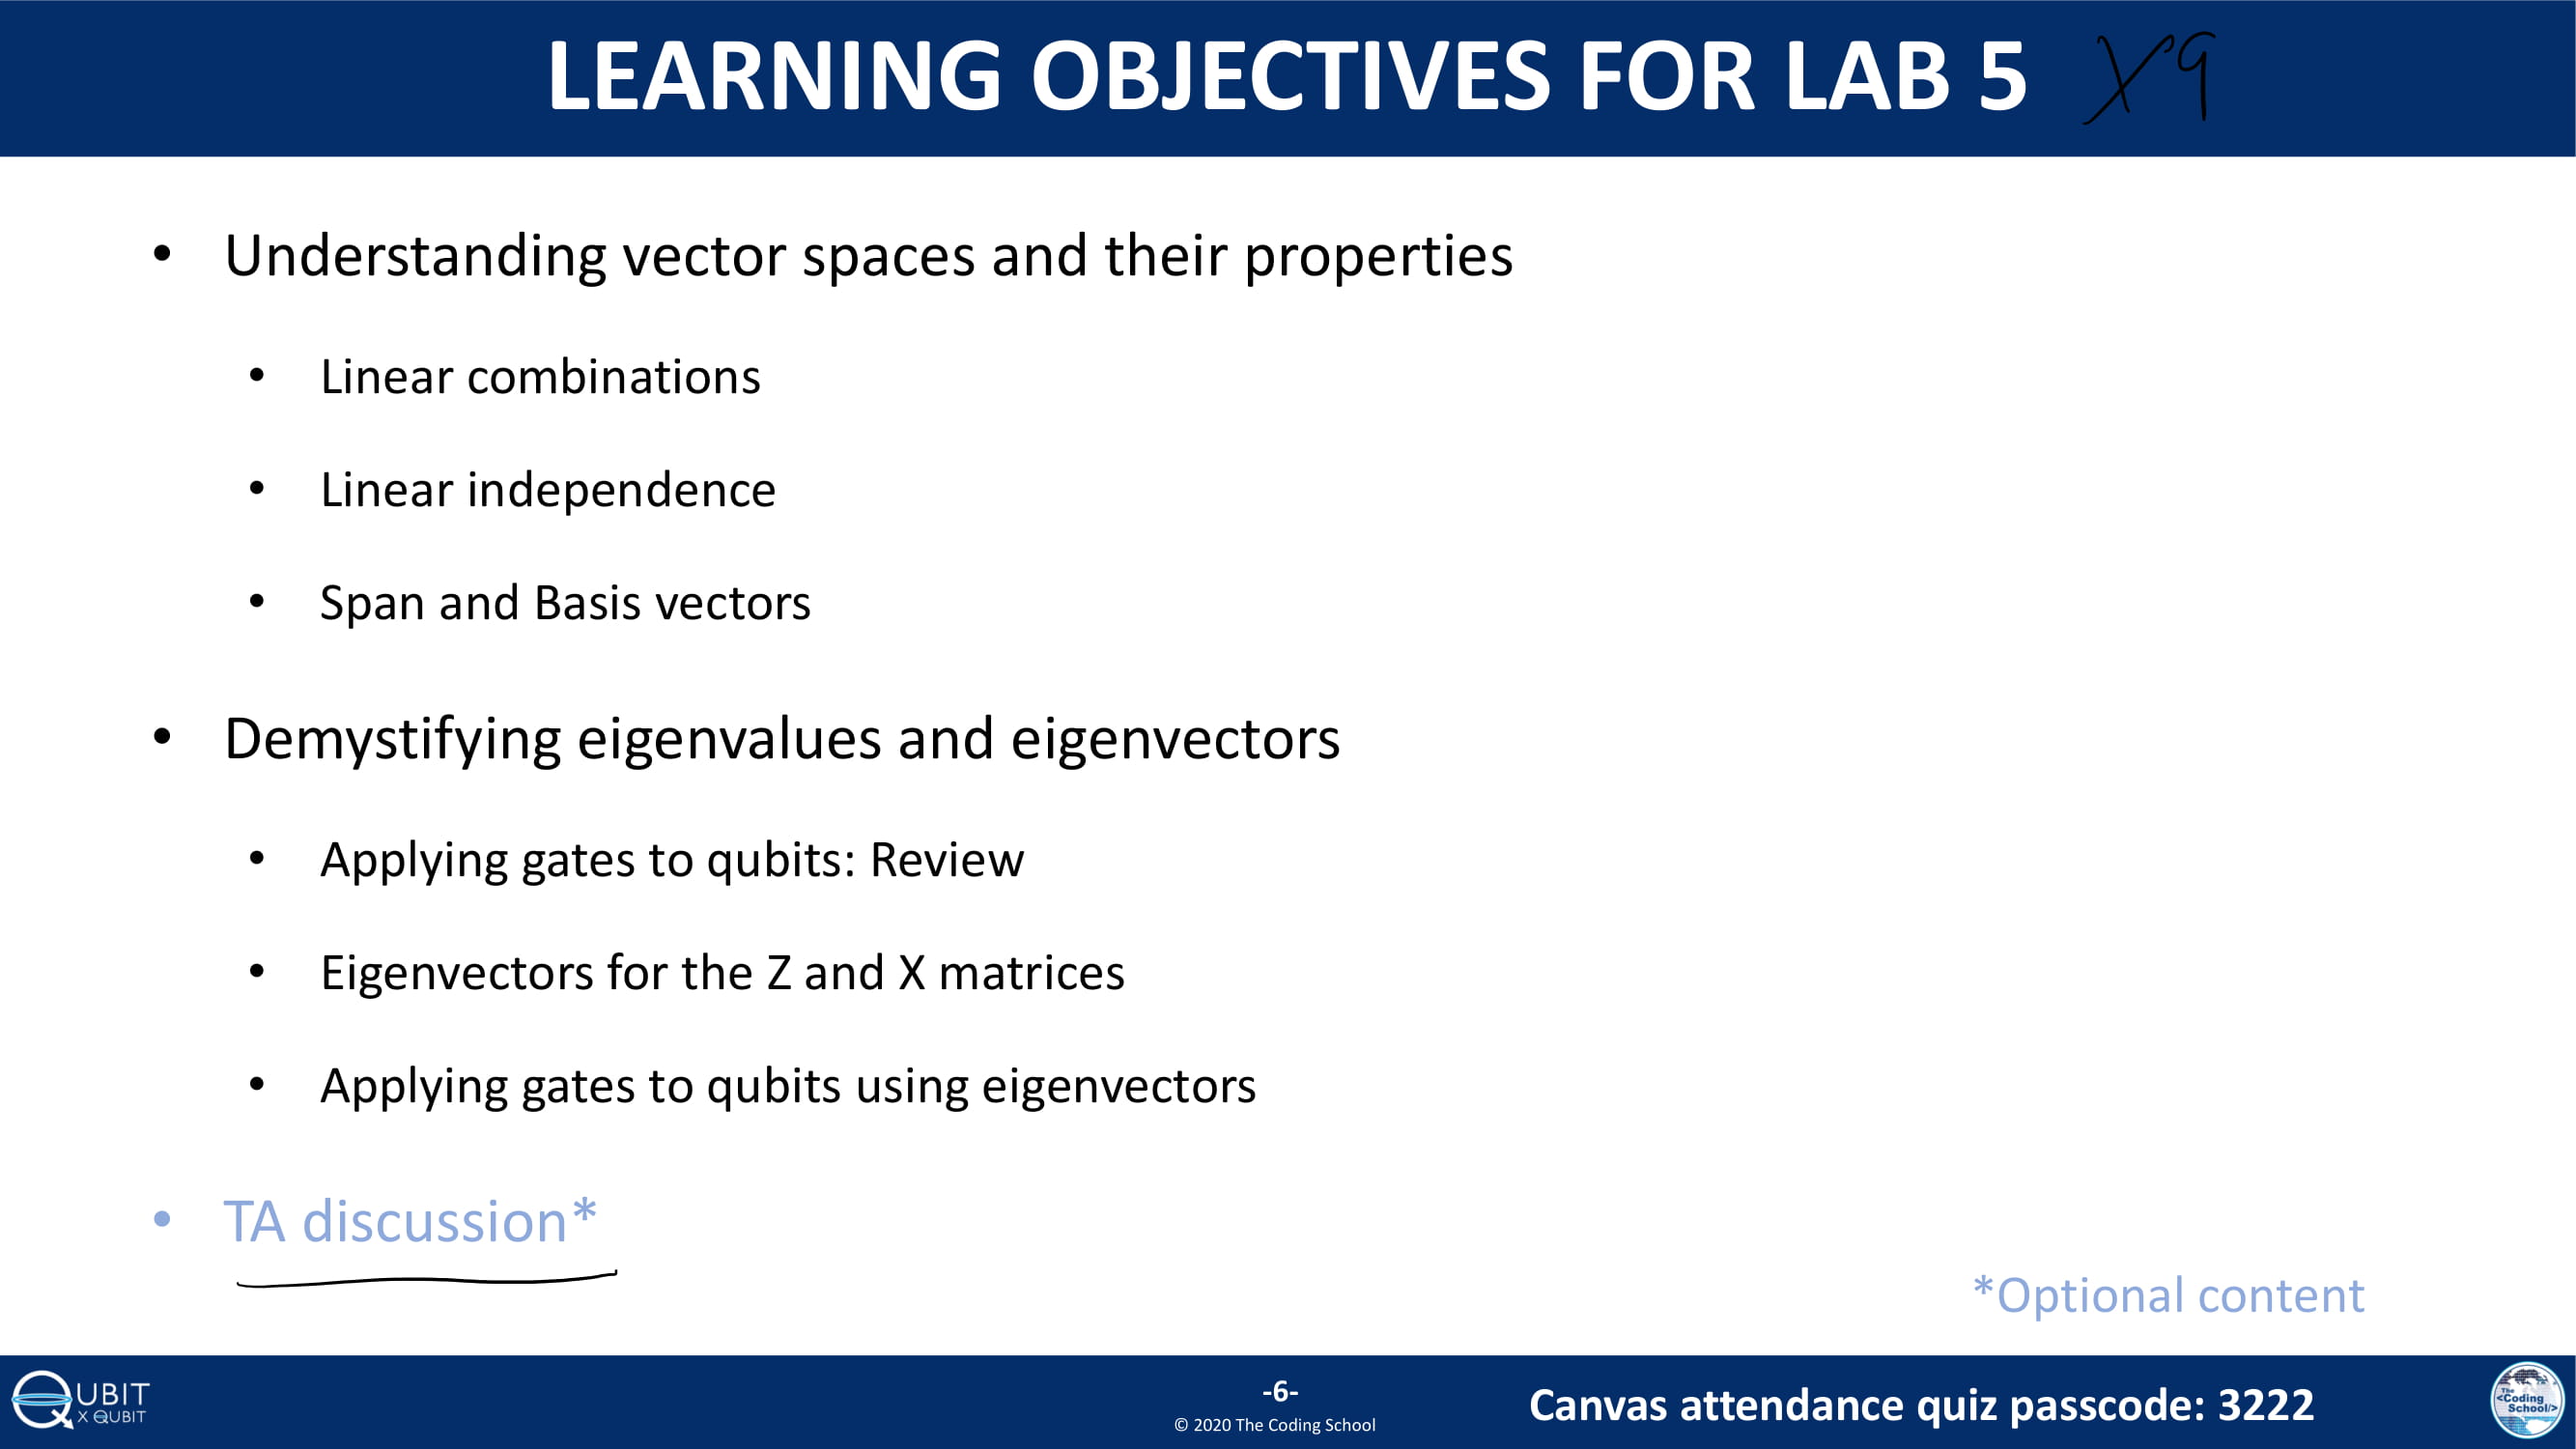 LEARNING OBJECTIVES FOR LAB 5 X9
• Understanding vector spaces and their properties
• Linear combinations
• Linear independence
• Span and Basis vectors
• Demystifying eigenvalues and eigenvectors
• Applying gates to qubits: Review
• Eigenvectors for the Z and X matrices
• Applying gates to qubits using eigenvectors
• TA discussion*
*Optional content
QUBIT
X QUBIT
-6-
© 2020 The Coding School
Canvas attendance quiz passcode: 3222
The
<Coding
School/>